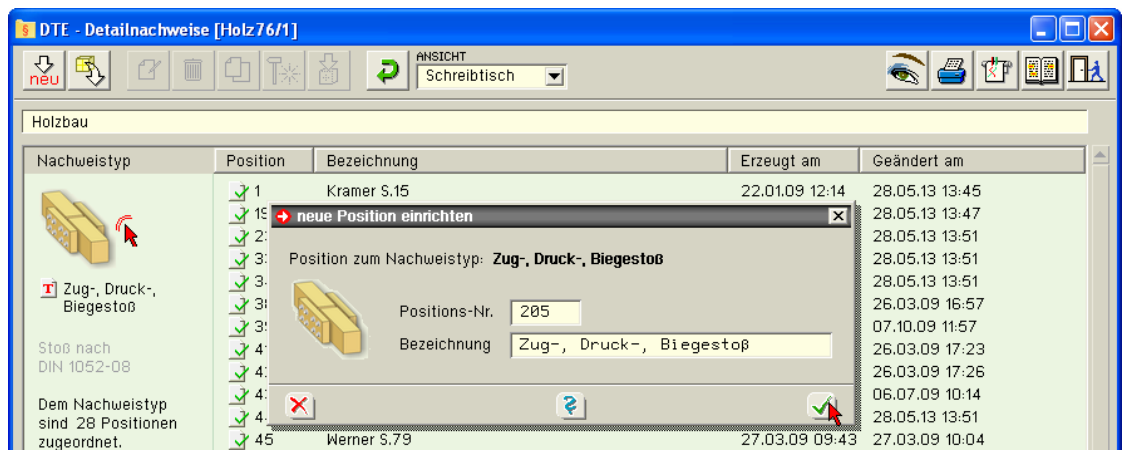 DTE - Detailnachweise [Holz76/1]
neu
ANSICHT
Schreibtisch
Holzbau
Nachweistyp Position Bezeichnung Erzeugt am Geändert am
1 Kramer S.15 22.01.09 12:14 28.05.13 13:45
28.05.13 13:47
28.05.13 13:51
28.05.13 13:51
28.05.13 13:51
26.03.09 16:57
07.10.09 11:57
26.03.09 17:23
26.03.09 17:26
06.07.09 10:14
28.05.13 13:51
45 Werner S.79 27.03.09 09:43 27.03.09 10:04
T Zug-, Druck-,
Biegestoß
Stoß nach
DIN 1052-08
Dem Nachweistyp
sind 28 Positionen
zugeordnet.
neue Position einrichten
Position zum Nachweistyp: Zug-, Druck-, Biegestoß
Positions-Nr. 205
Bezeichnung Zug-, Druck-, Biegestoß